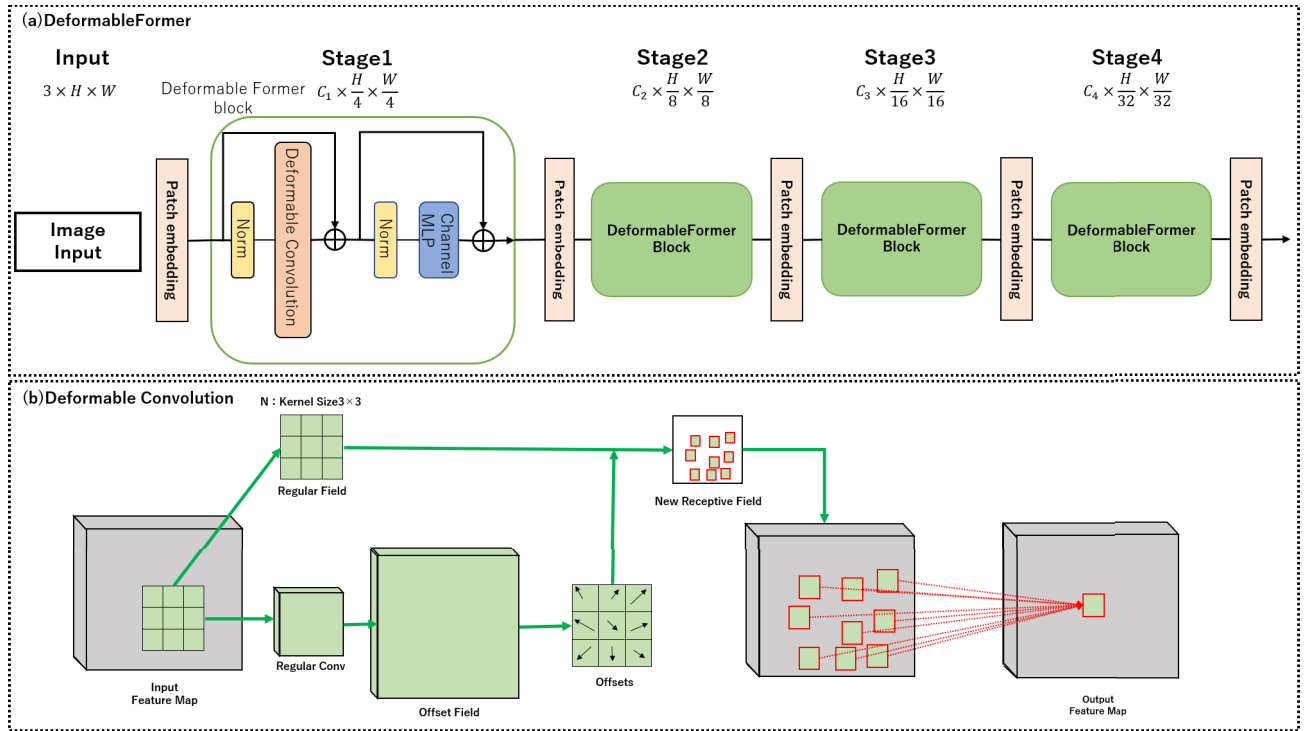 (a)DeformableFormer
Input
Stage1
Stage2
Stage3
Stage4
3 × H × W
Deformable Former
block
C₁ × H/4 × W/4
C₂ × H/8 × W/8
C₃ × H/16 × W/16
C₄ × H/32 × W/32
Image
Input
Patch embedding
Norm
Deformable Convolution
Norm
Channel
MLP
Patch embedding
DeformableFormer
Block
Patch embedding
DeformableFormer
Block
Patch embedding
DeformableFormer
Block
Patch embedding
(b)Deformable Convolution
N：Kernel Size3×3
Regular Field
New Receptive Field
Input
Feature Map
Regular Conv
Offset Field
Offsets
Output
Feature Map